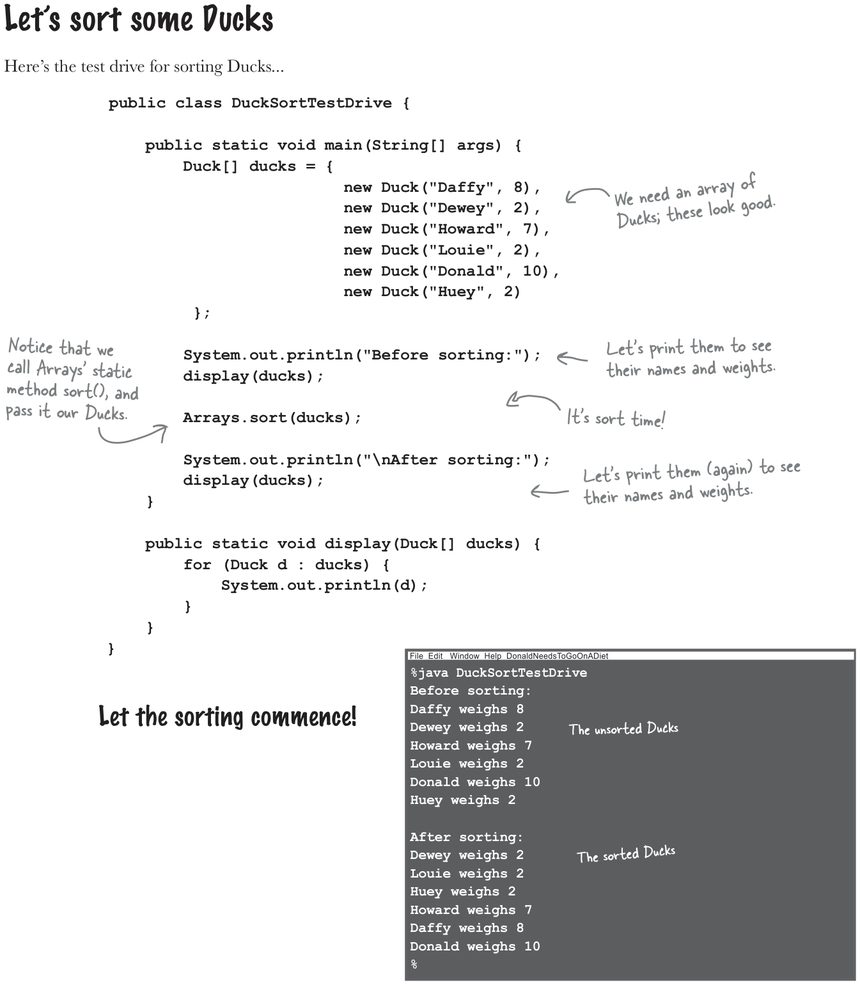 Let's sort some Ducks
Here's the test drive for sorting Ducks...
public class DuckSortTestDrive {
public static void main(String[] args) {
Duck[] ducks = {
new Duck("Daffy", 8),
new Duck("Dewey", 2),
new Duck("Howard", 7),
new Duck("Louie", 2),
new Duck("Donald", 10),
new Duck("Huey", 2)
};
We need an array of
Ducks; these look good.
System.out.println("Before sorting:");
display(ducks);
Let's print them to see
their names and weights.
Notice that we
call Arrays' static
method sort(), and
pass it our Ducks.
Arrays.sort(ducks);
It's sort time!
System.out.println("\nAfter sorting:");
display(ducks);
}
Let's print them (again) to see
their names and weights.
public static void display(Duck[] ducks) {
for (Duck d : ducks) {
System.out.println(d);
}
}
}
Let the sorting commence!
File Edit Window Help DonaldNeedsToGoOnADiet
%java DuckSortTestDrive
Before sorting:
Daffy weighs 8
Dewey weighs 2
Howard weighs 7
Louie weighs 2
Donald weighs 10
Huey weighs 2
The unsorted Ducks
After sorting:
Dewey weighs 2
Louie weighs 2
Huey weighs 2
Howard weighs 7
Daffy weighs 8
Donald weighs 10
%
The sorted Ducks